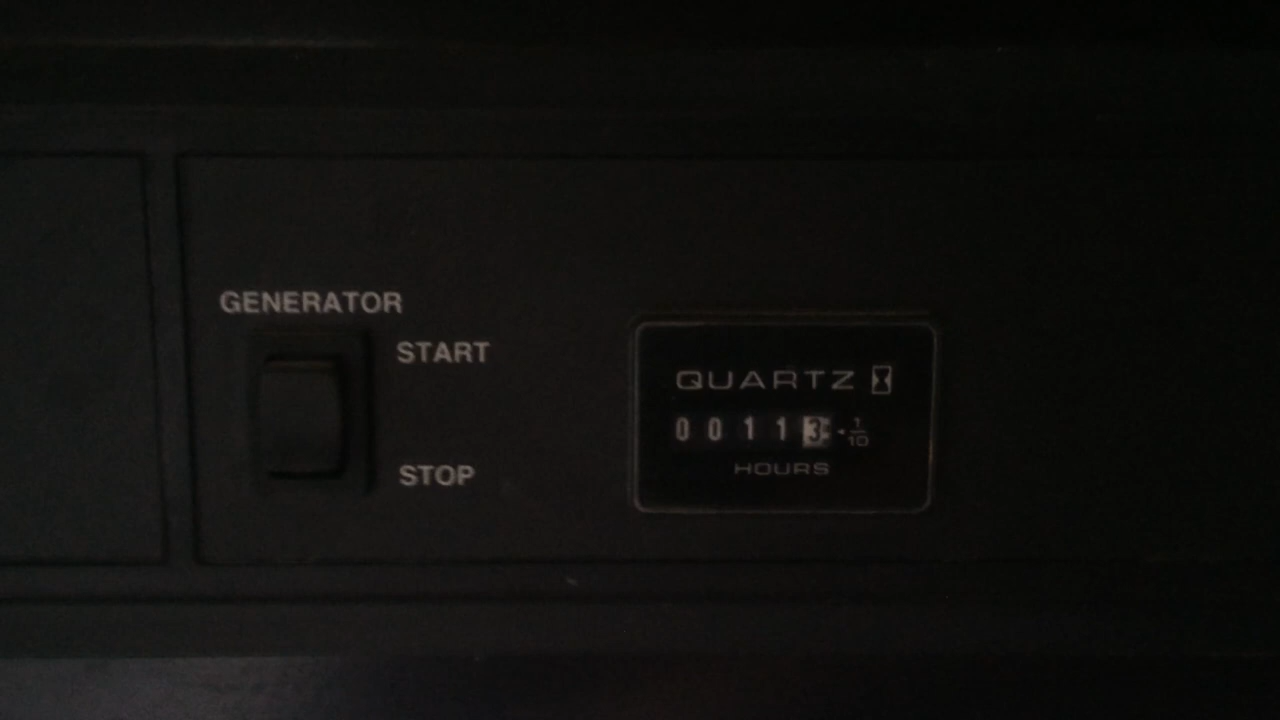 GENERATOR
START
STOP
QUARTZ
0 0 1 1 3 1/10
HOURS